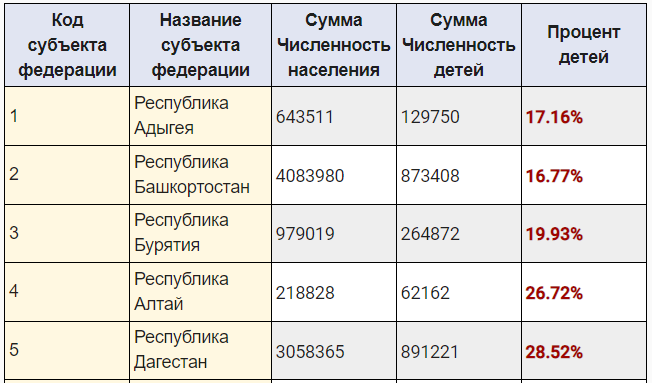 Код субъекта федерации
Название субъекта федерации
Сумма Численность населения
Сумма Численность детей
Процент детей
1
Республика Адыгея
643511
129750
17.16%
2
Республика Башкортостан
4083980
873408
16.77%
3
Республика Бурятия
979019
264872
19.93%
4
Республика Алтай
218828
62162
26.72%
5
Республика Дагестан
3058365
891221
28.52%